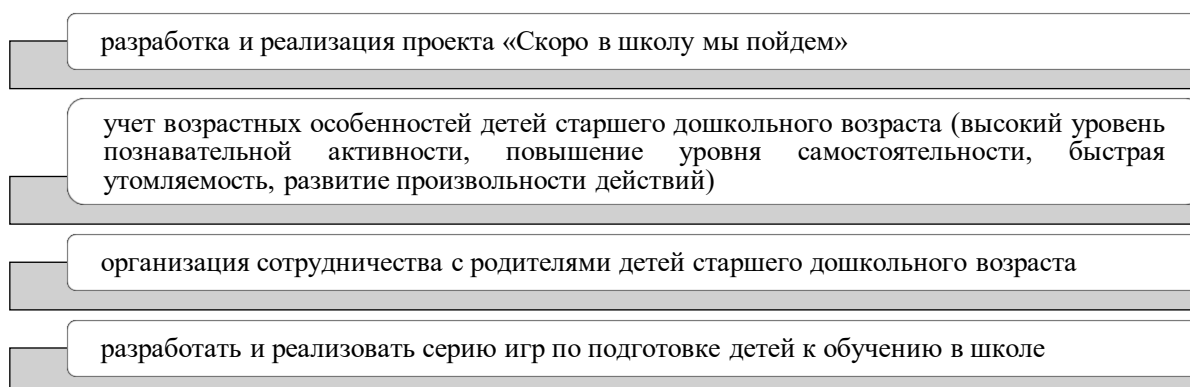 разработка и реализация проекта «Скоро в школу мы пойдем»
учет возрастных особенностей детей старшего дошкольного возраста (высокий уровень
познавательной активности, повышение уровня самостоятельности, быстрая
утомляемость, развитие произвольности действий)
организация сотрудничества с родителями детей старшего дошкольного возраста
разработать и реализовать серию игр по подготовке детей к обучению в школе